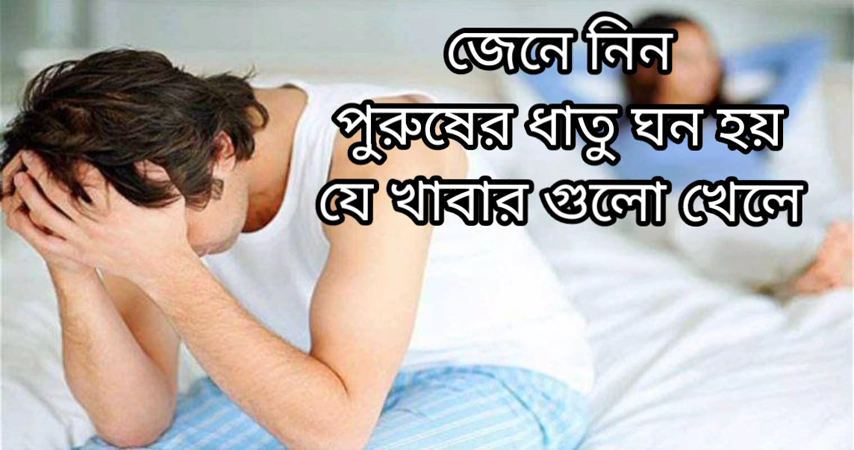 জেনে নিন
পুরুষের ধাতু ঘন হয়
যে খাবার গুলো খেলে